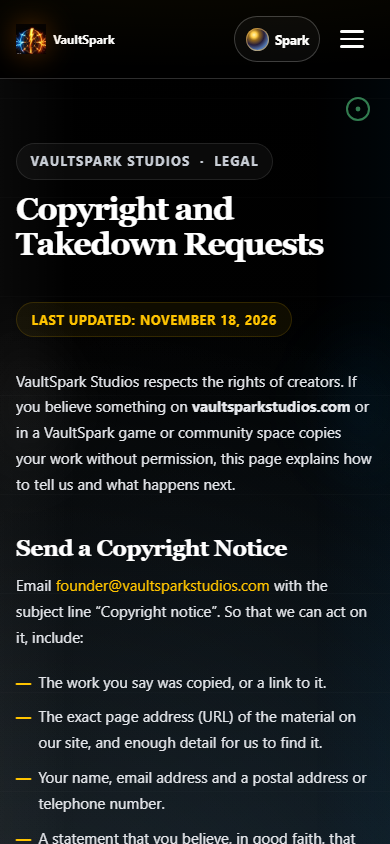 VaultSpark
Spark
VAULTSPARK STUDIOS · LEGAL
Copyright and
Takedown Requests
LAST UPDATED: NOVEMBER 18, 2026
VaultSpark Studios respects the rights of creators. If
you believe something on vaultsparkstudios.com or
in a VaultSpark game or community space copies
your work without permission, this page explains how
to tell us and what happens next.
Send a Copyright Notice
Email founder@vaultsparkstudios.com with the
subject line “Copyright notice”. So that we can act on
it, include:
— The work you say was copied, or a link to it.
— The exact page address (URL) of the material on
our site, and enough detail for us to find it.
— Your name, email address and a postal address or
telephone number.
— A statement that you believe, in good faith, that